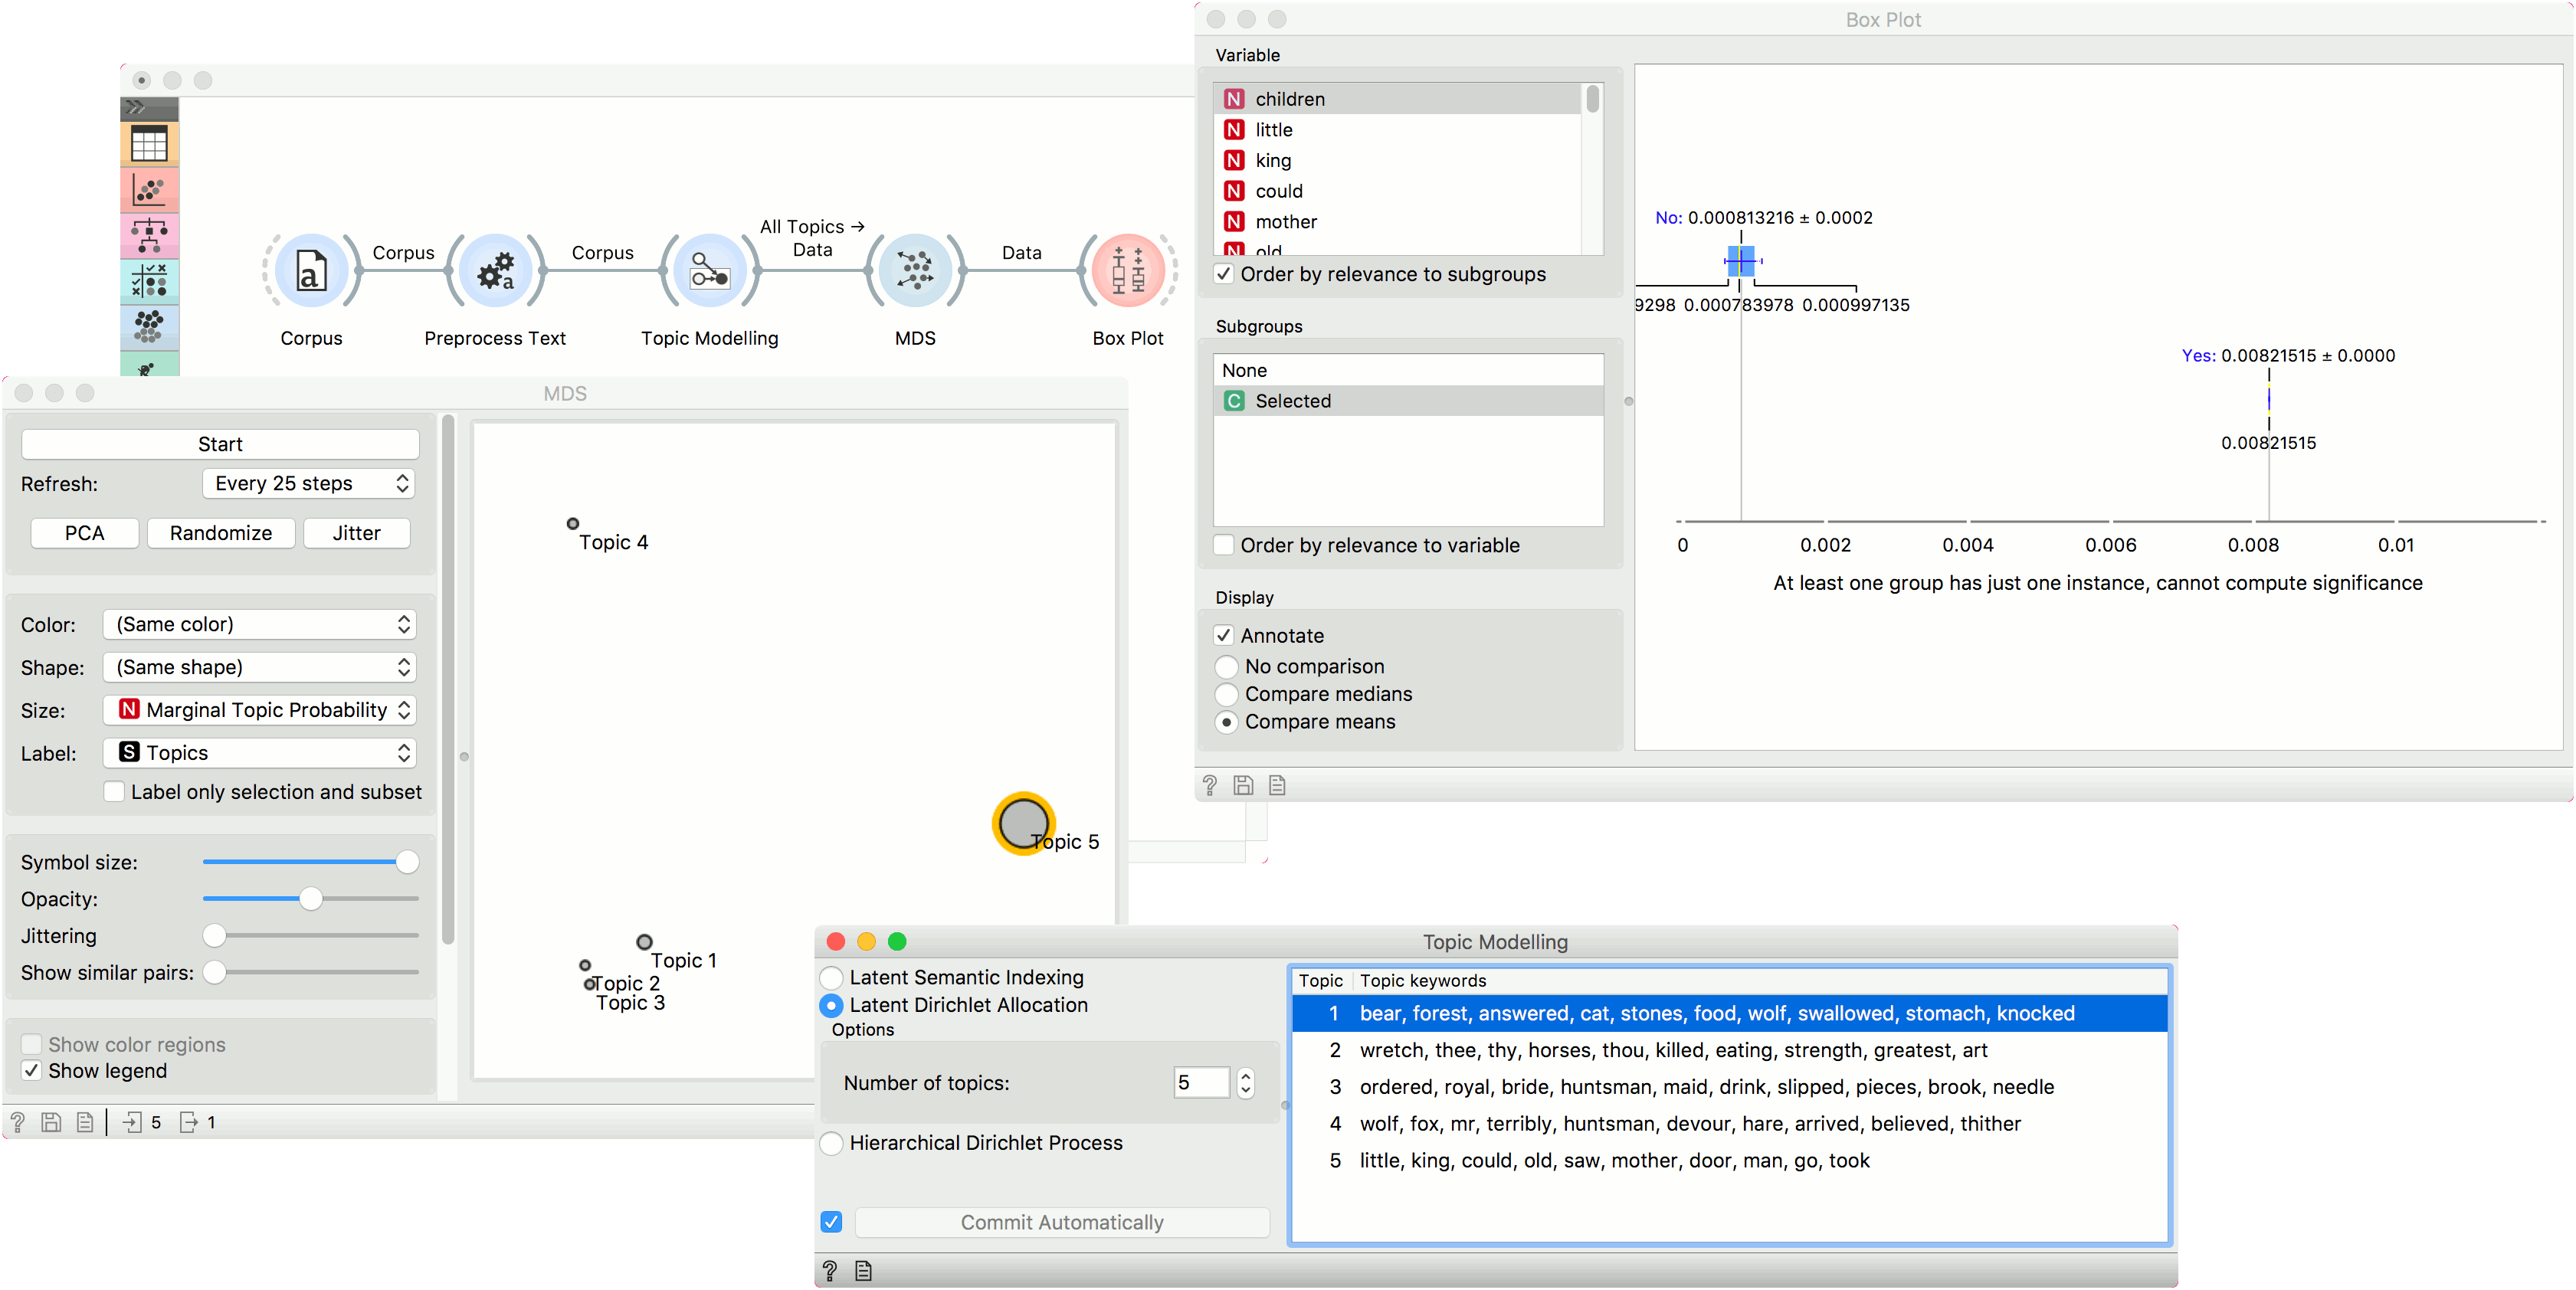 Box Plot
Variable
N children
N little
N king
N could
N mother
N old
Order by relevance to subgroups
Subgroups
None
C Selected
Order by relevance to variable
Display
Annotate
No comparison
Compare medians
Compare means
No: 0.000813216 ± 0.0002
9298 0.000783978 0.000997135
Yes: 0.00821515 ± 0.0000
0.00821515
0 0.002 0.004 0.006 0.008 0.01
At least one group has just one instance, cannot compute significance
All Topics →
Corpus Corpus Data Data
a a
Corpus Preprocess Text Topic Modelling MDS Box Plot
MDS
Start
Refresh: Every 25 steps
PCA Randomize Jitter
Color: (Same color)
Shape: (Same shape)
Size: N Marginal Topic Probability
Label: S Topics
Label only selection and subset
Symbol size:
Opacity:
Jittering
Show similar pairs:
Show color regions
Show legend
5 1
Topic 4
Topic 5
Topic 1
Topic 2
Topic 3
Topic Modelling
Latent Semantic Indexing
Latent Dirichlet Allocation
Options
Number of topics: 5
Hierarchical Dirichlet Process
Commit Automatically
Topic Topic keywords
1 bear, forest, answered, cat, stones, food, wolf, swallowed, stomach, knocked
2 wretch, thee, thy, horses, thou, killed, eating, strength, greatest, art
3 ordered, royal, bride, huntsman, maid, drink, slipped, pieces, brook, needle
4 wolf, fox, mr, terribly, huntsman, devour, hare, arrived, believed, thither
5 little, king, could, old, saw, mother, door, man, go, took